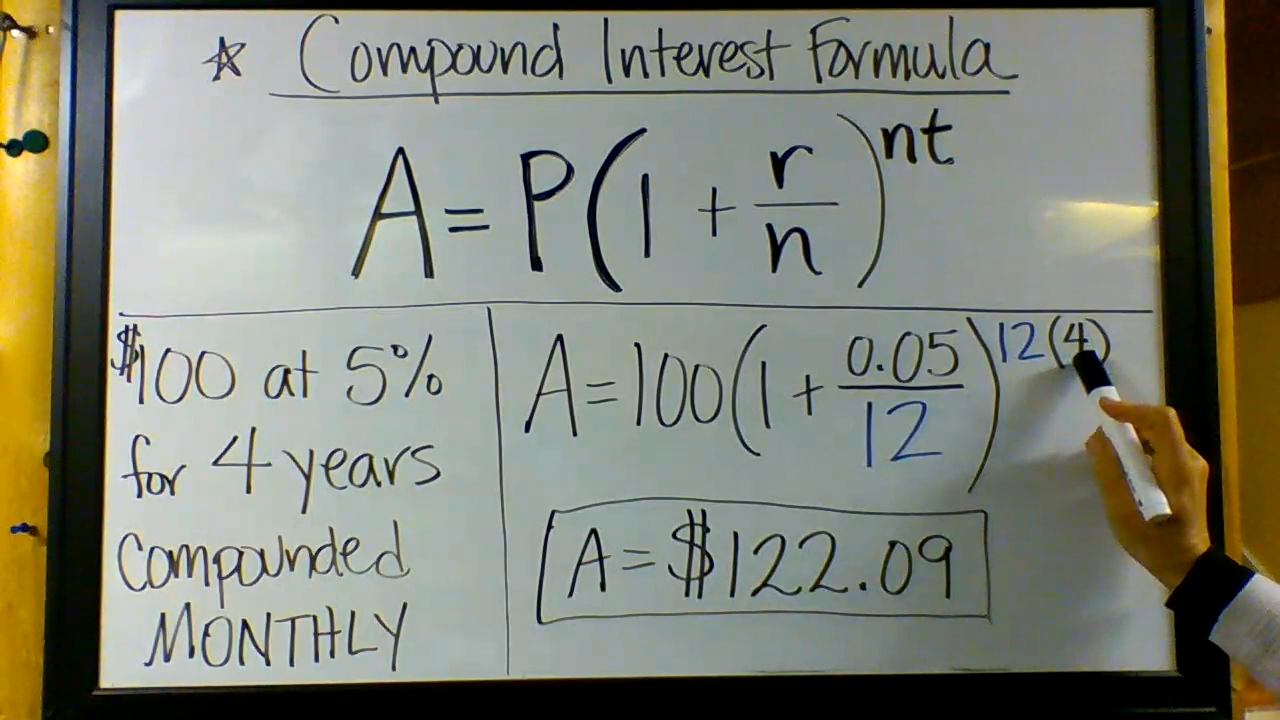 ☆ Compound Interest Formula
A = P(1 + r/n)^nt
$100 at 5%
for 4 years
Compounded
MONTHLY
A = 100(1 + 0.05/12)^12(4)
A = $122.09